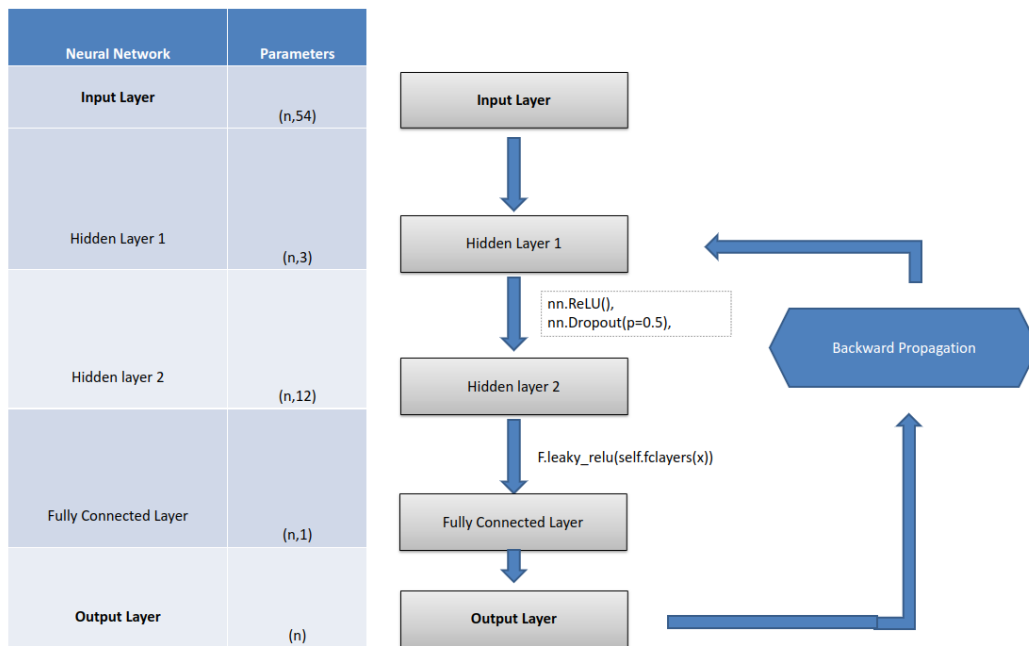 Neural Network Parameters
Input Layer
(n,54)
Hidden Layer 1
(n,3)
Hidden layer 2
(n,12)
Fully Connected Layer
(n,1)
Output Layer
(n)
Input Layer
Hidden Layer 1
nn.ReLU(),
nn.Dropout(p=0.5),
Hidden layer 2
F.leaky_relu(self.fclayers(x))
Fully Connected Layer
Output Layer
Backward Propagation